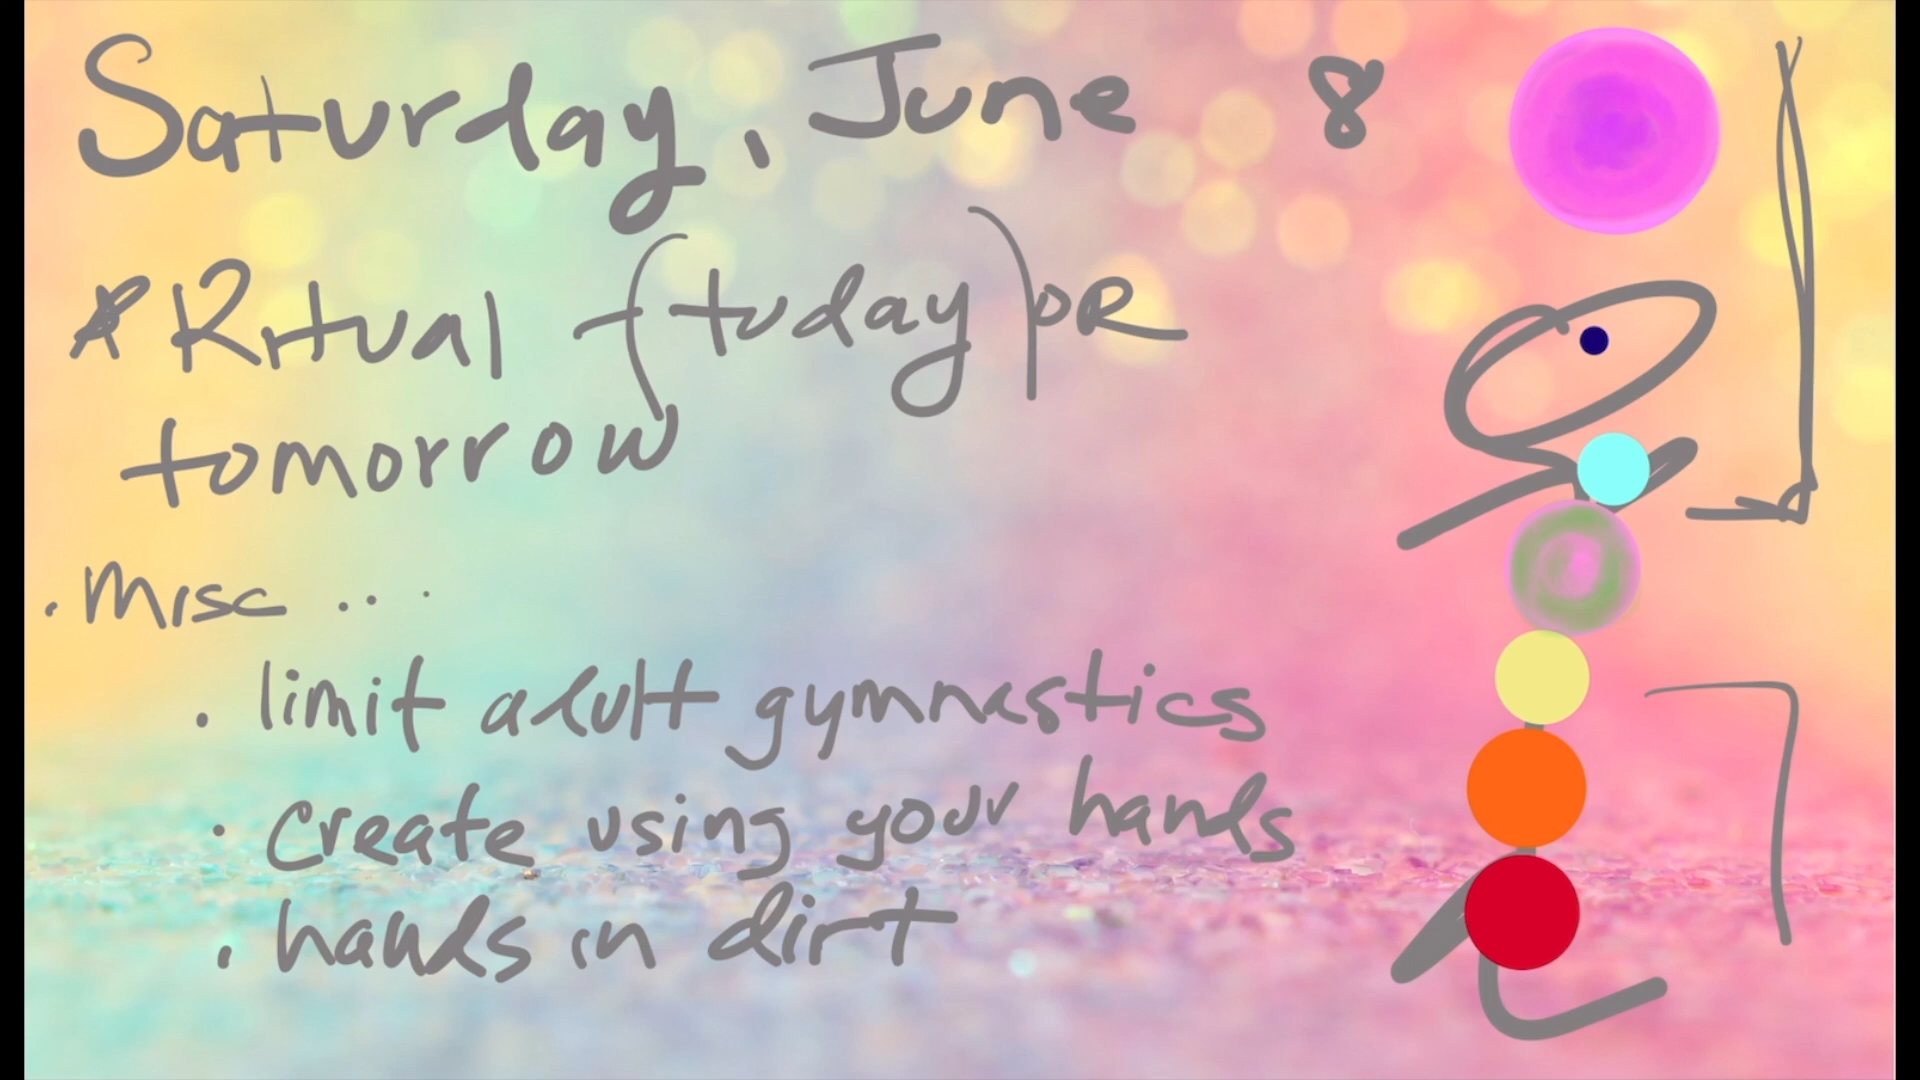 Saturday, June 8
* Ritual - (today) OR
tomorrow
. Misc ... .
. limit adult gymnastics
. Create using your hands
. hands in dirt